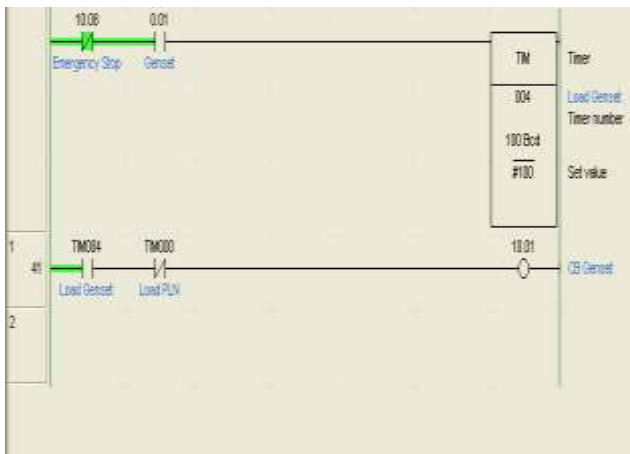 10.08 0.01
Emergency Stop Genset
TIM Timer
004 Load Genset
Timer number
100 Bcd
#100 Set value
1
41 TIM004 TIM000 10.01
Load Genset Load PLN CB Genset
2